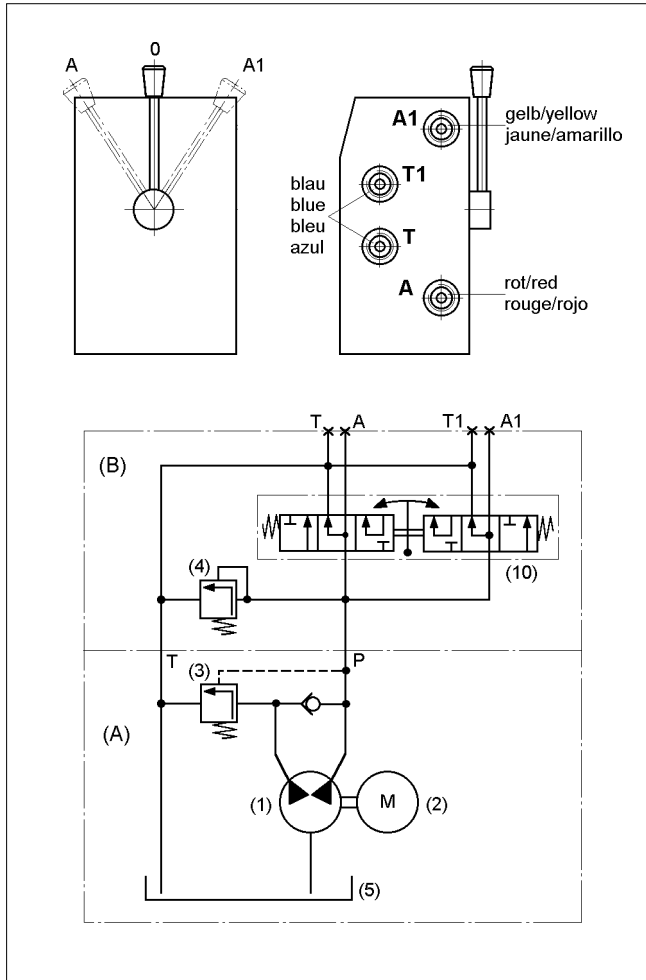 A
0
A1
A1
gelb/yellow
jaune/amarillo
T1
blau
blue
bleu
azul
T
A
rot/red
rouge/rojo
T
A
T1
A1
(B)
(4)
(10)
T
(3)
P
(A)
(1)
M
(2)
(5)